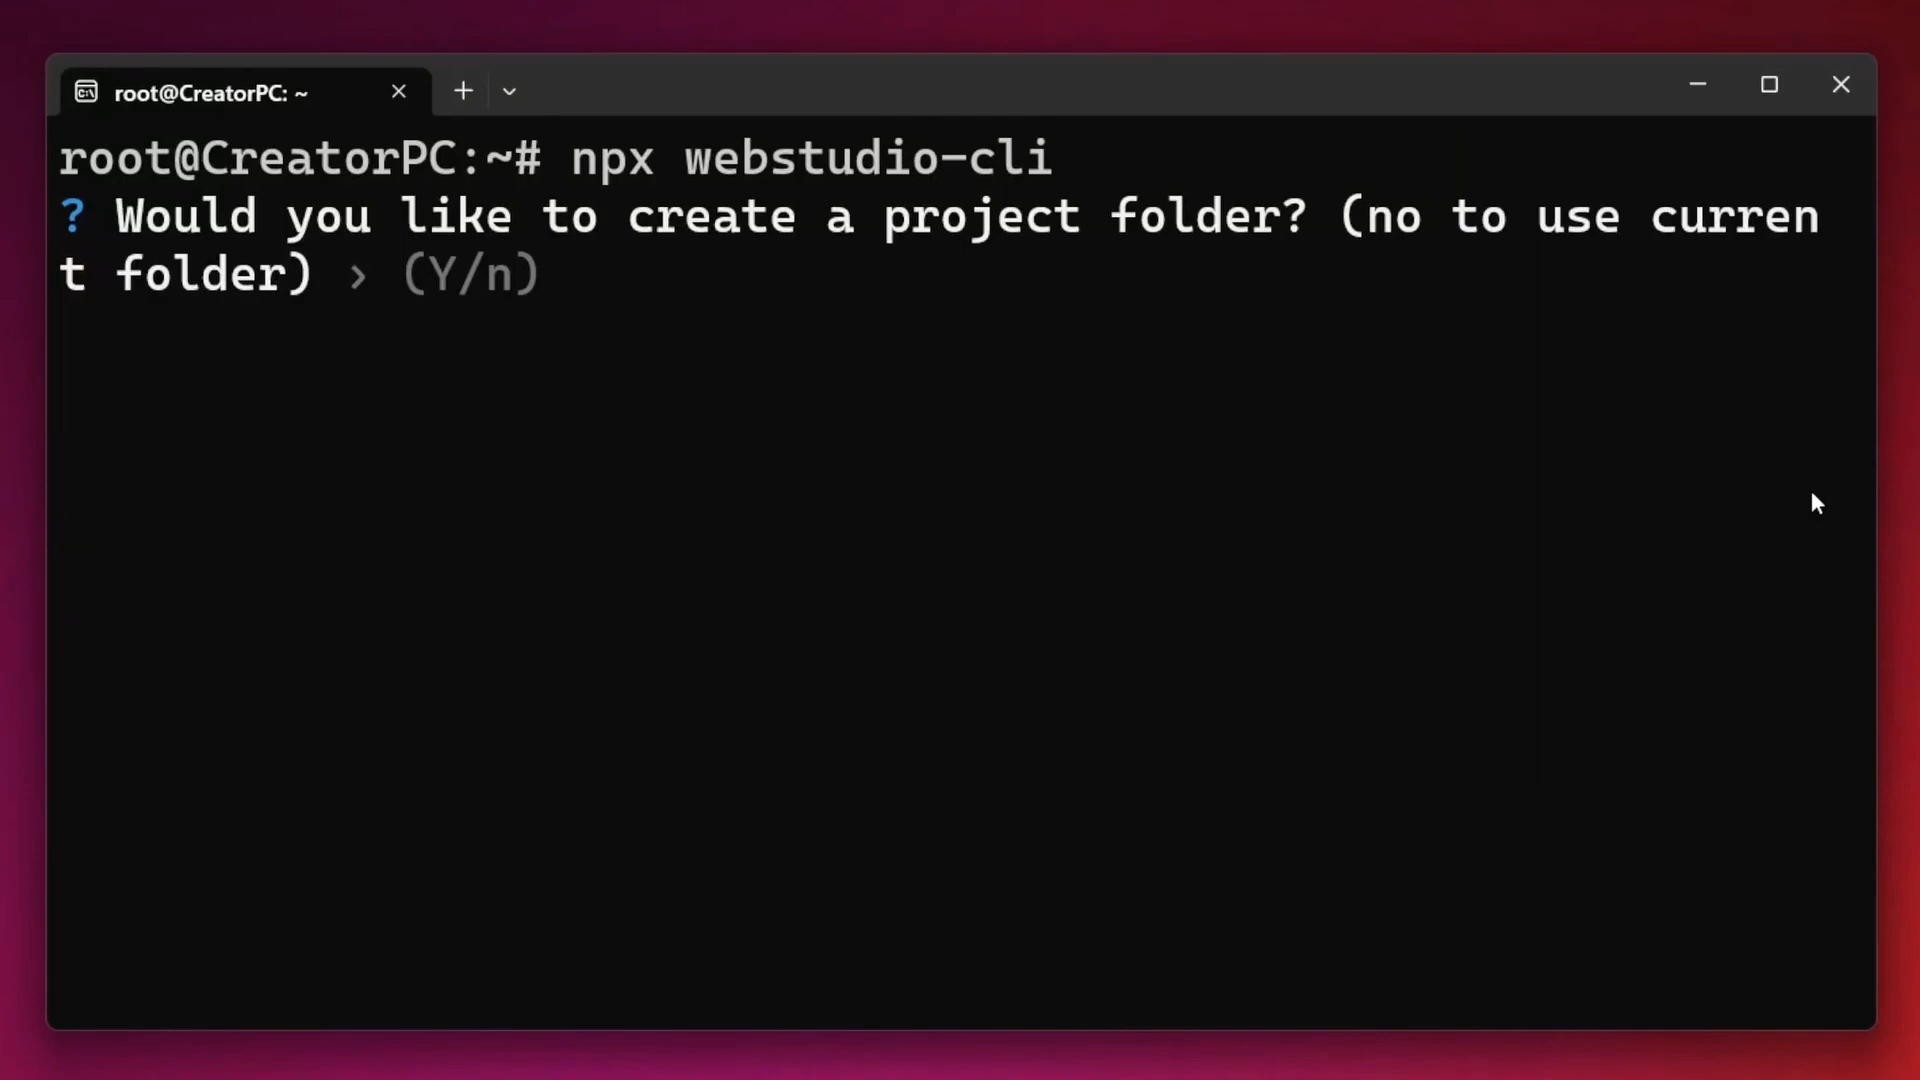 root@CreatorPC: ~
root@CreatorPC:~# npx webstudio-cli
? Would you like to create a project folder? (no to use curren
t folder) › (Y/n)